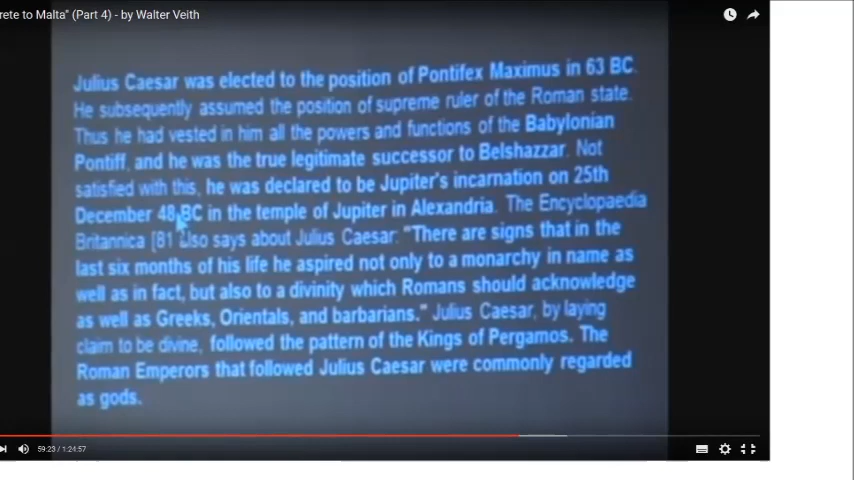 rete to Malta" (Part 4) - by Walter Veith
Julius Caesar was elected to the position of Pontifex Maximus in 63 BC.
He subsequently assumed the position of supreme ruler of the Roman state.
Thus he had vested in him all the powers and functions of the Babylonian
Pontiff, and he was the true legitimate successor to Belshazzar. Not
satisfied with this, he was declared to be Jupiter's incarnation on 25th
December 48 BC in the temple of Jupiter in Alexandria. The Encyclopaedia
Britannica [81 also says about Julius Caesar: "There are signs that in the
last six months of his life he aspired not only to a monarchy in name as
well as in fact, but also to a divinity which Romans should acknowledge
as well as Greeks, Orientals, and barbarians." Julius Caesar, by laying
claim to be divine, followed the pattern of the Kings of Pergamos. The
Roman Emperors that followed Julius Caesar were commonly regarded
as gods.
59:23 / 1:24:57